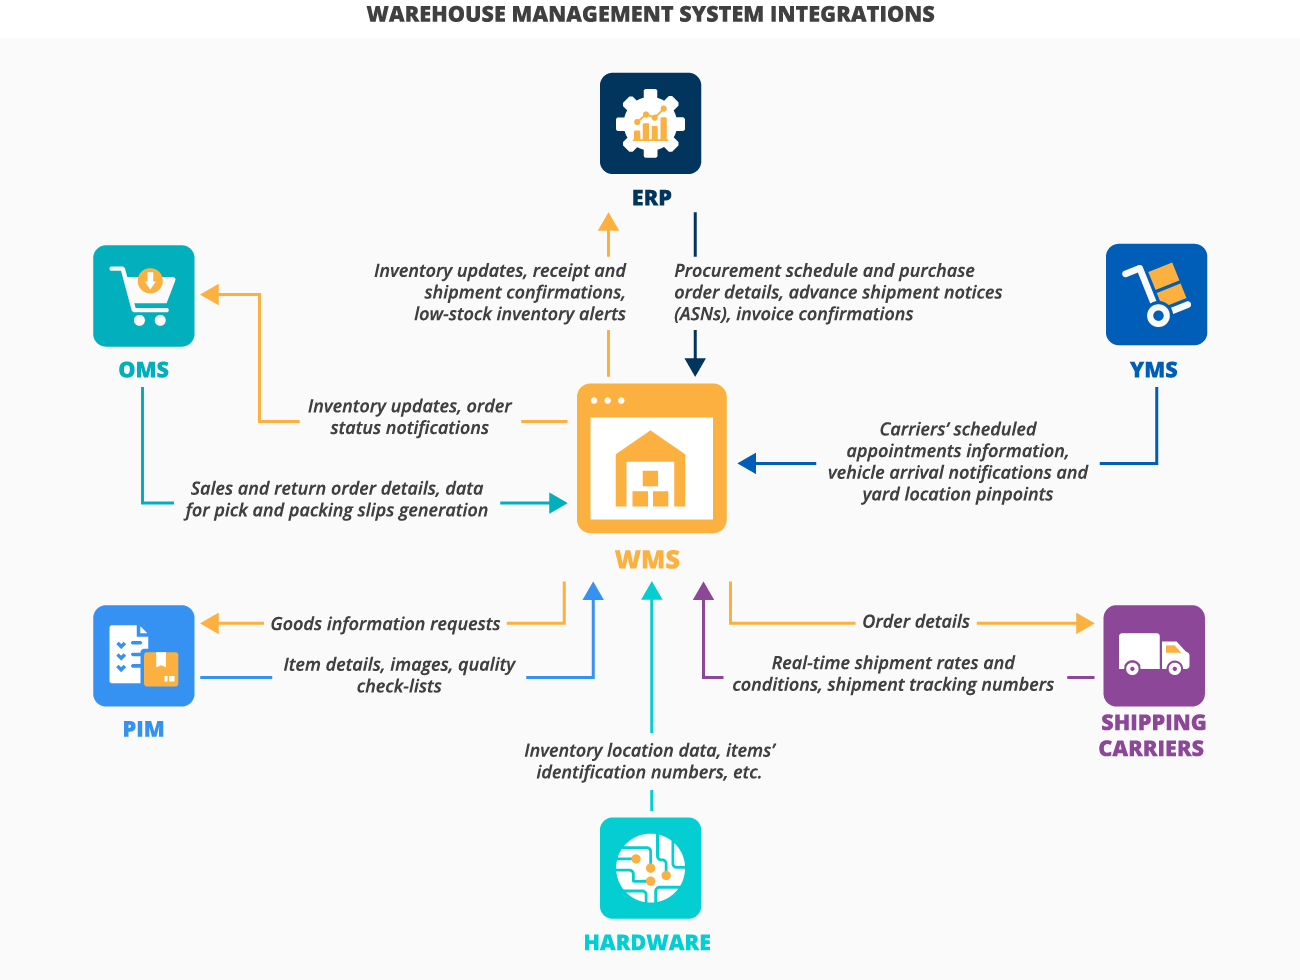 WAREHOUSE MANAGEMENT SYSTEM INTEGRATIONS
ERP
Inventory updates, receipt and
shipment confirmations,
low-stock inventory alerts
Procurement schedule and purchase
order details, advance shipment notices
(ASNs), invoice confirmations
OMS
YMS
Inventory updates, order
status notifications
Carriers’ scheduled
appointments information,
vehicle arrival notifications and
yard location pinpoints
Sales and return order details, data
for pick and packing slips generation
WMS
Goods information requests
Order details
Item details, images, quality
check-lists
Real-time shipment rates and
conditions, shipment tracking numbers
PIM
SHIPPING
CARRIERS
Inventory location data, items’
identification numbers, etc.
HARDWARE